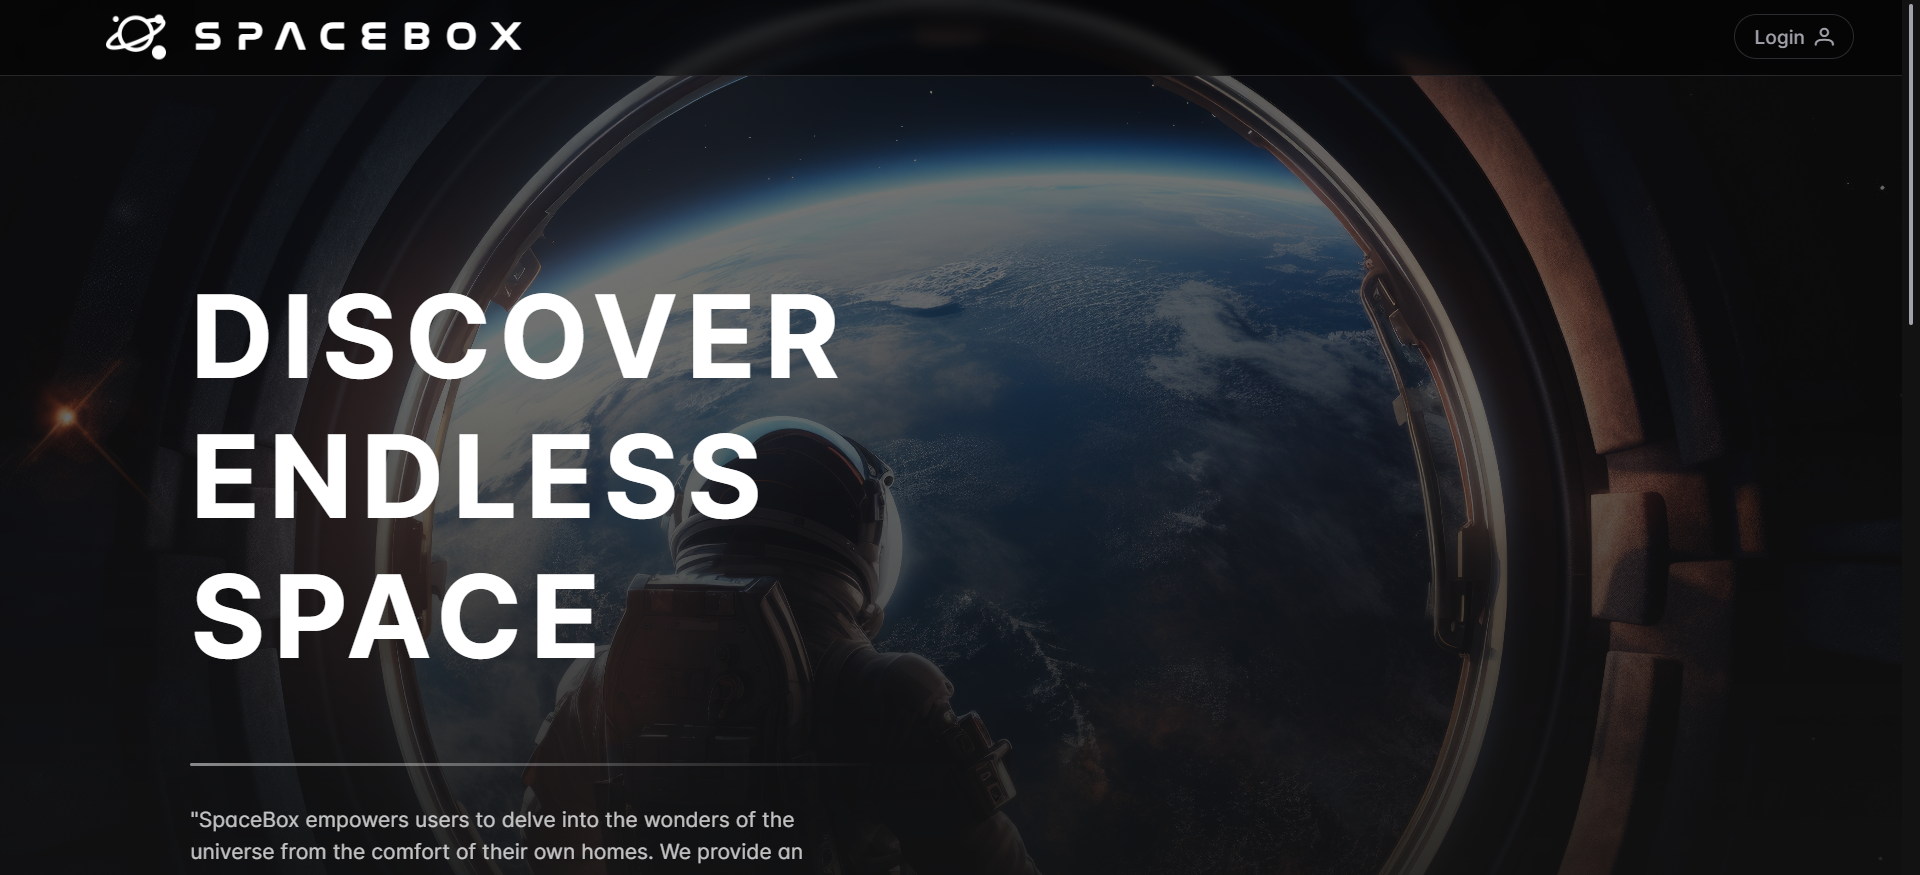 SPACEBOX
Login
DISCOVER
ENDLESS
SPACE
"SpaceBox empowers users to delve into the wonders of the
universe from the comfort of their own homes. We provide an